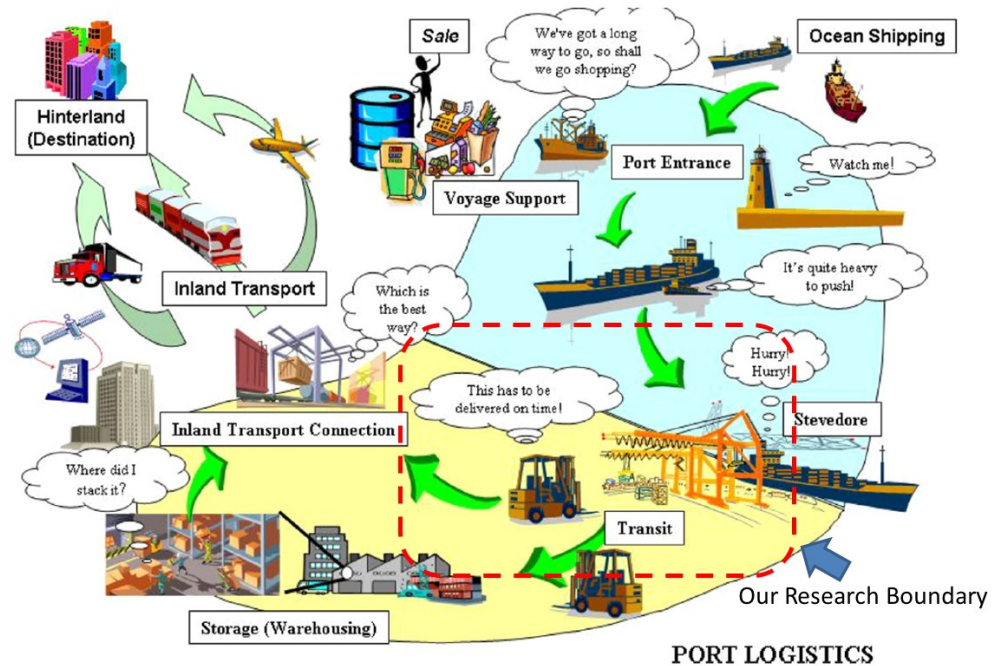 Sale
We've got a long
way to go, so shall
we go shopping?
Ocean Shipping
Hinterland
(Destination)
Port Entrance
Watch me!
Voyage Support
It's quite heavy
to push!
Inland Transport
Which is
the best
way?
Hurry!
Hurry!
This has to be
delivered on time!
Stevedore
Inland Transport Connection
Where did I
stack it?
Transit
Our Research Boundary
Storage (Warehousing)
PORT LOGISTICS